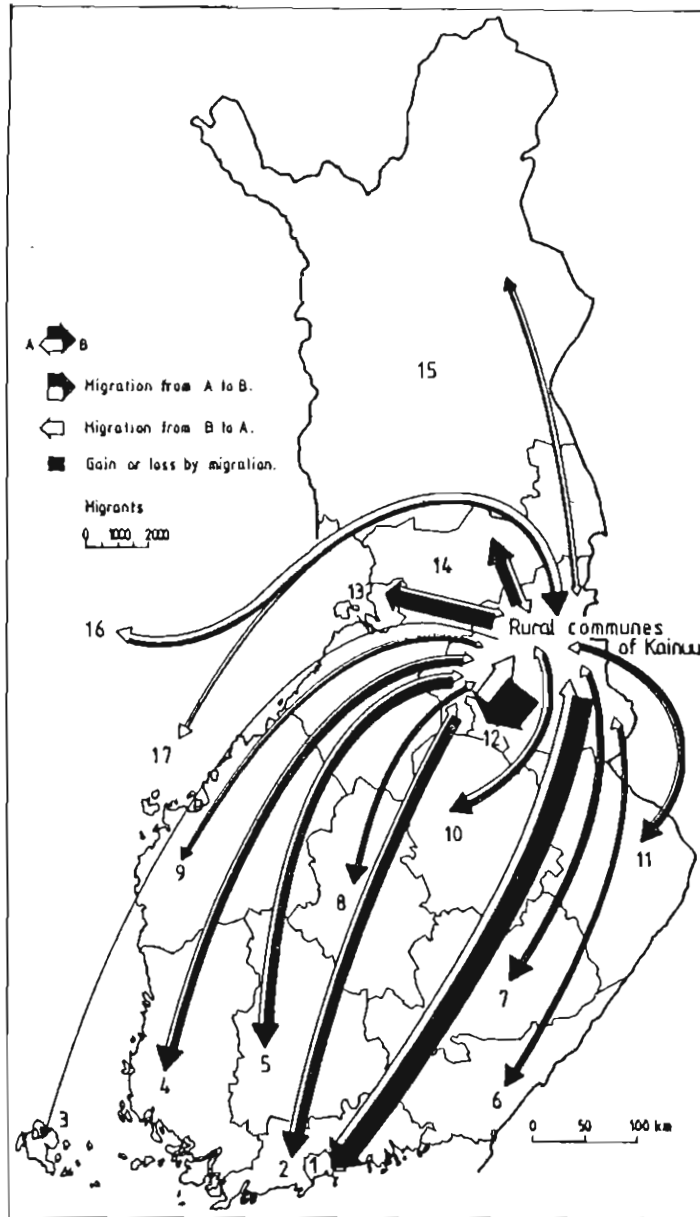 A B
Migration from A to B.
Migration from B to A.
Gain or loss by migration.
Migrants
0 1000 2000
15
14
13
16
Rural communes
of Kainuu
17
12
10
11
9
8
7
5
4
6
3
2
1
0 50 100 km